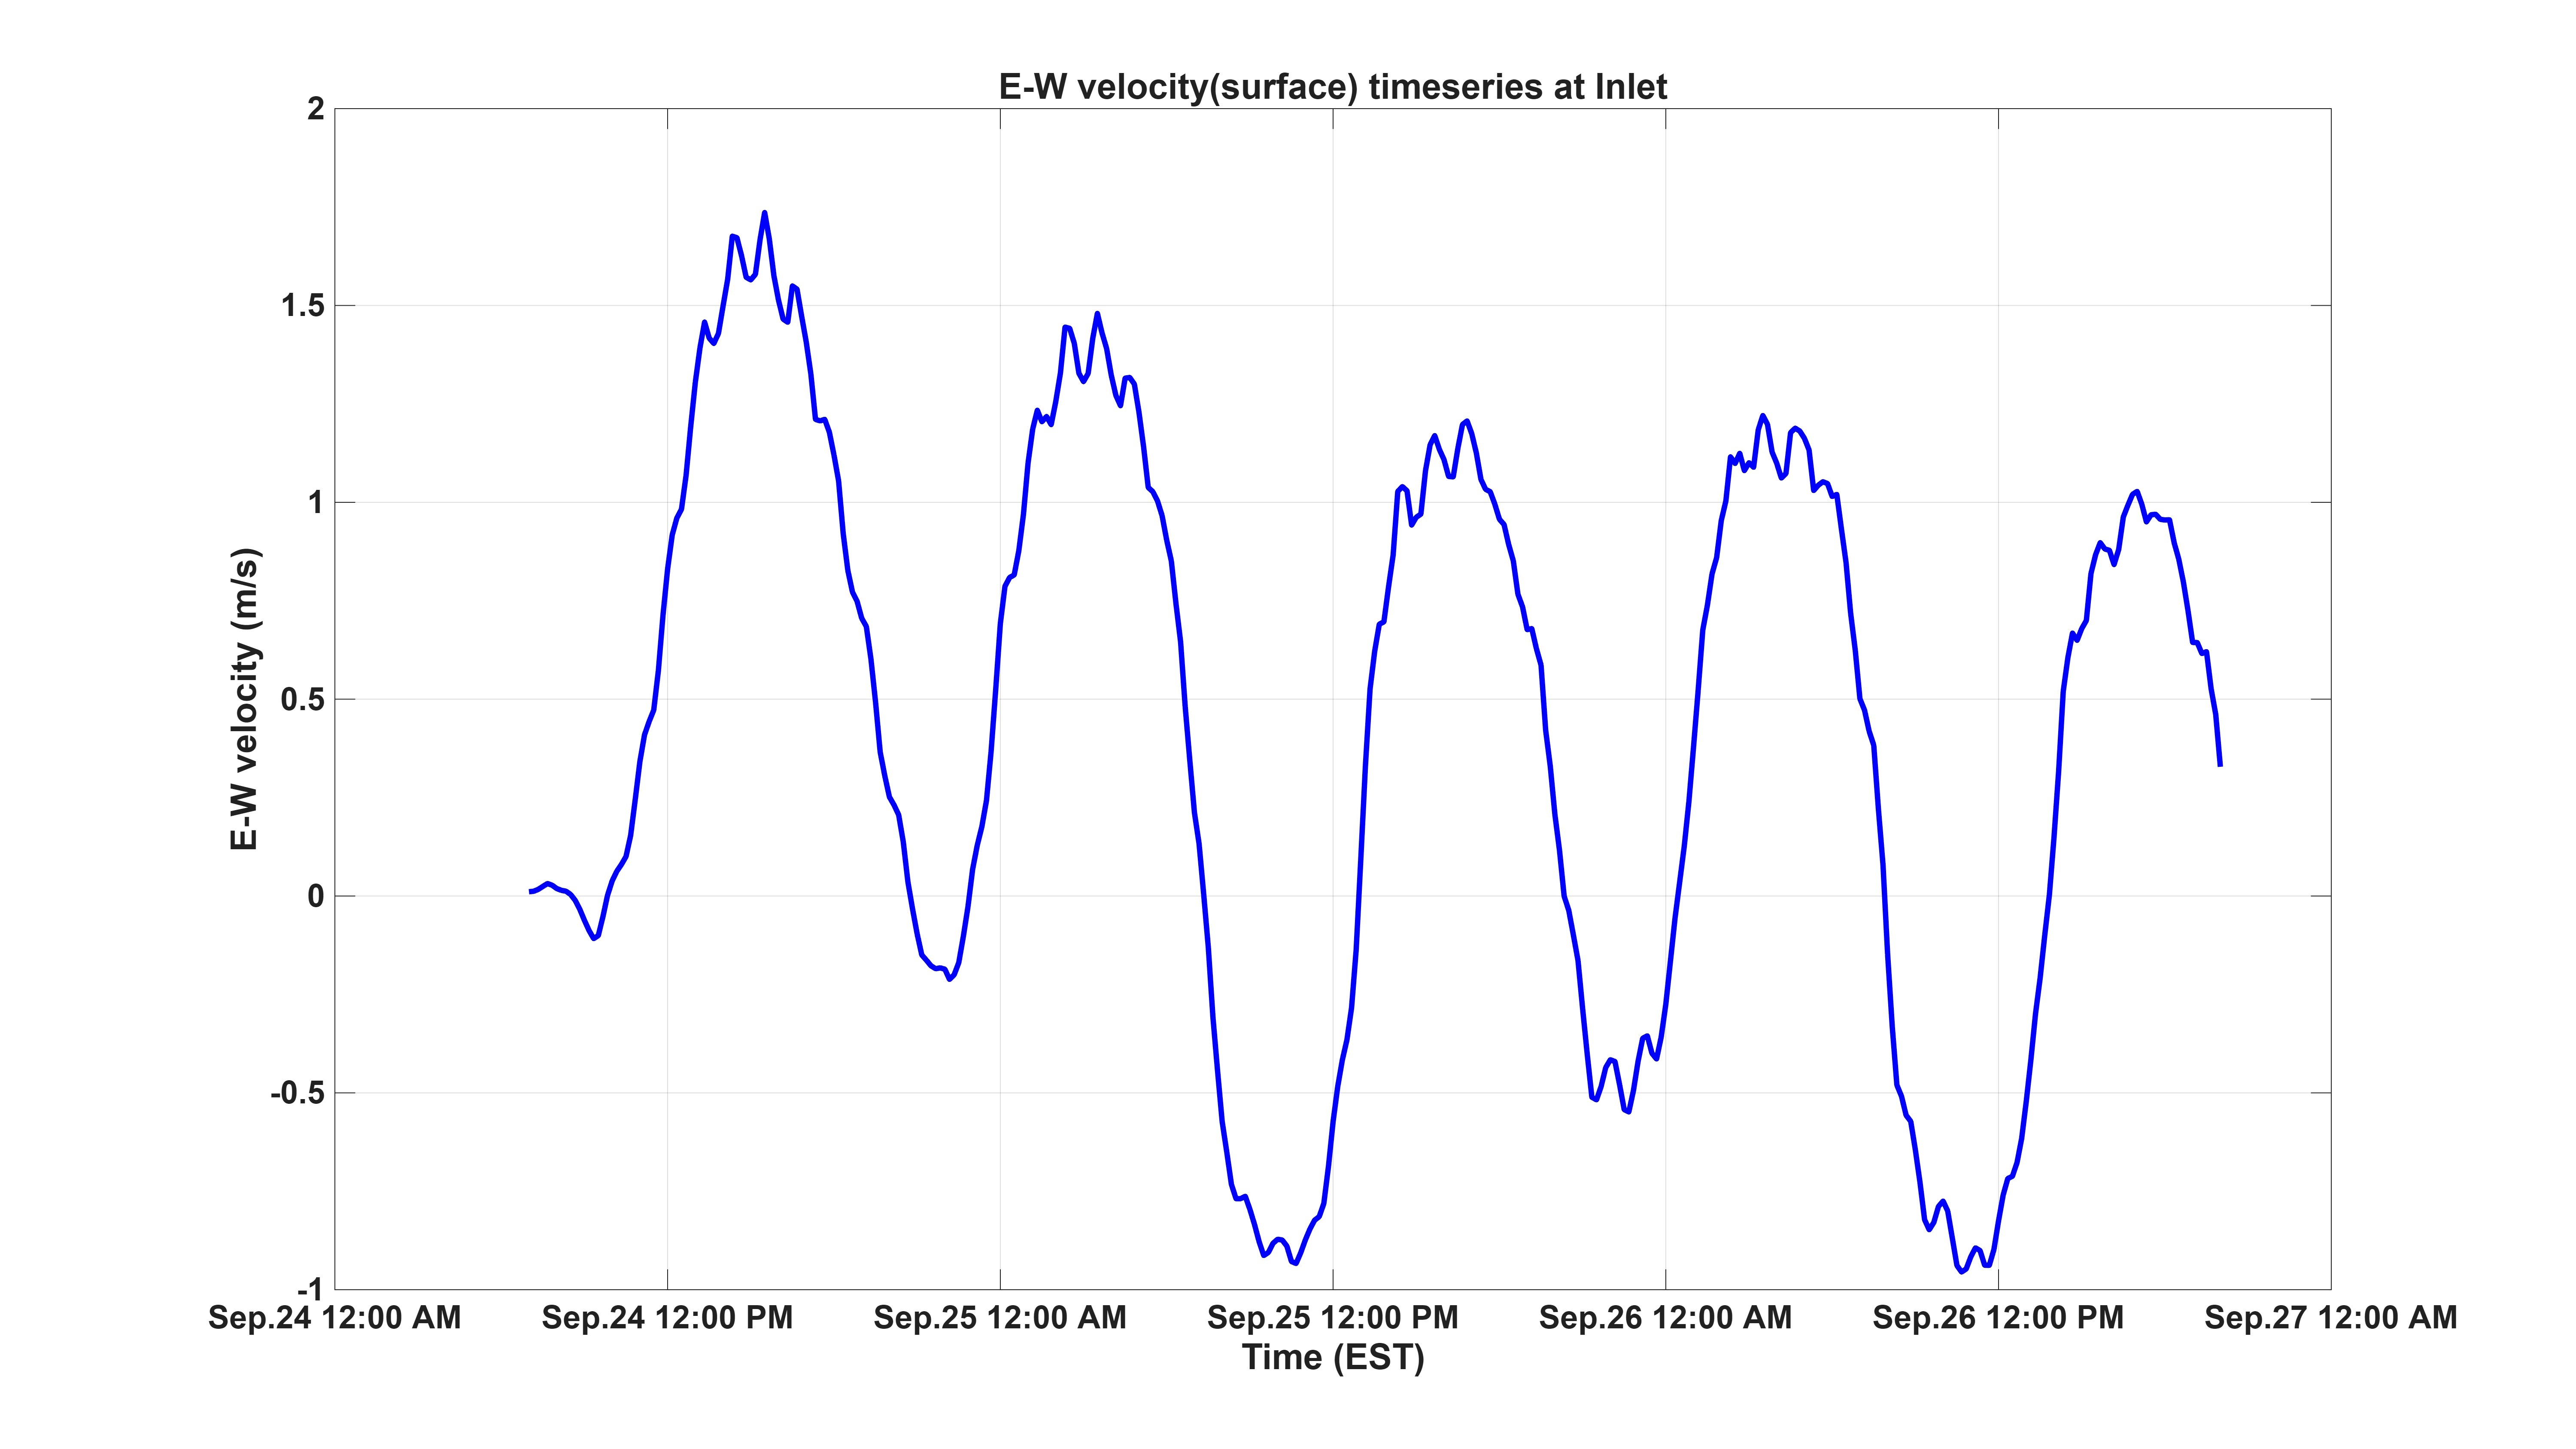 E-W velocity(surface) timeseries at Inlet
2
1.5
1
0.5
0
-0.5
-1
E-W velocity (m/s)
Sep.24 12:00 AM Sep.24 12:00 PM Sep.25 12:00 AM Sep.25 12:00 PM Sep.26 12:00 AM Sep.26 12:00 PM Sep.27 12:00 AM
Time (EST)